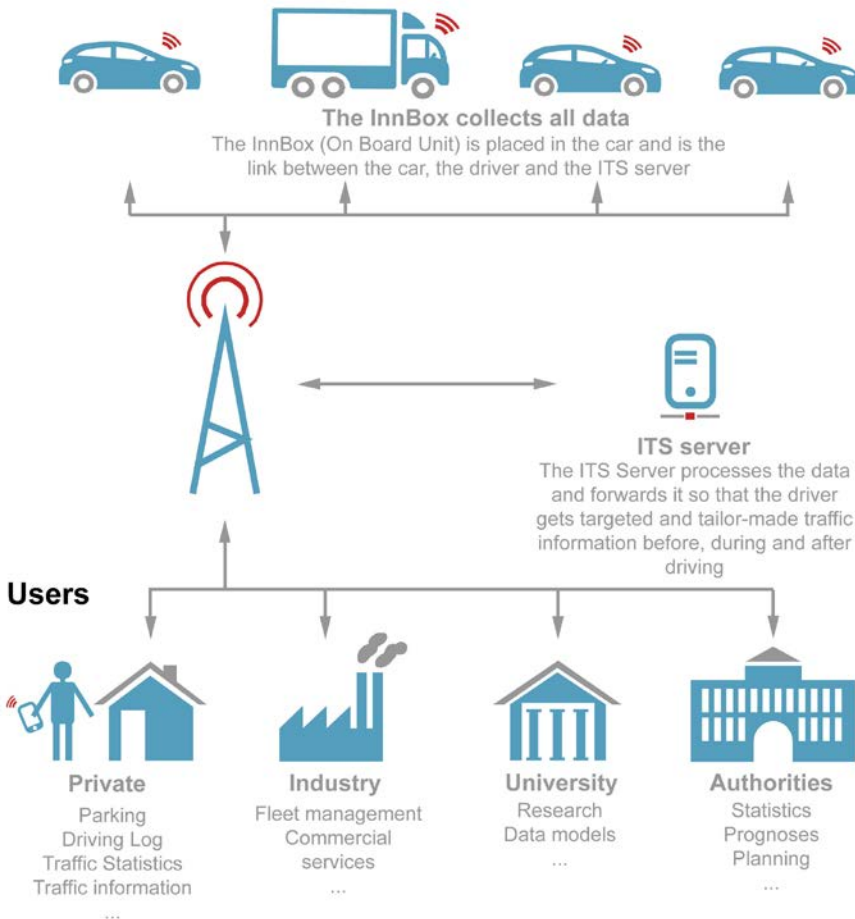 The InnBox collects all data
The InnBox (On Board Unit) is placed in the car and is the
link between the car, the driver and the ITS server
ITS server
The ITS Server processes the data
and forwards it so that the driver
gets targeted and tailor-made traffic
information before, during and after
driving
Users
Private
Parking
Driving Log
Traffic Statistics
Traffic information
...
Industry
Fleet management
Commercial
services
...
University
Research
Data models
...
Authorities
Statistics
Prognoses
Planning
...